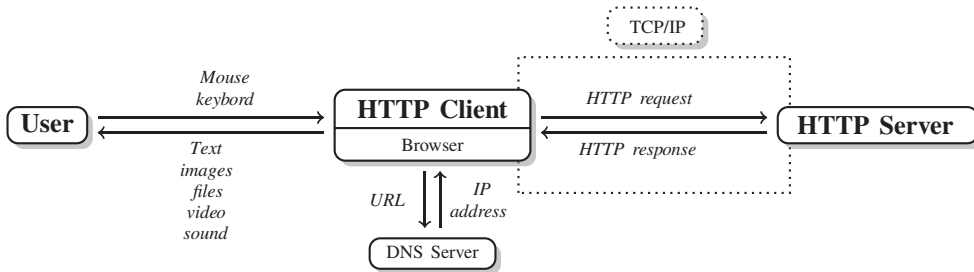 TCP/IP
Mouse
keybord
User
HTTP Client
Browser
HTTP request
HTTP response
HTTP Server
Text
images
files
video
sound
URL
IP
address
DNS Server